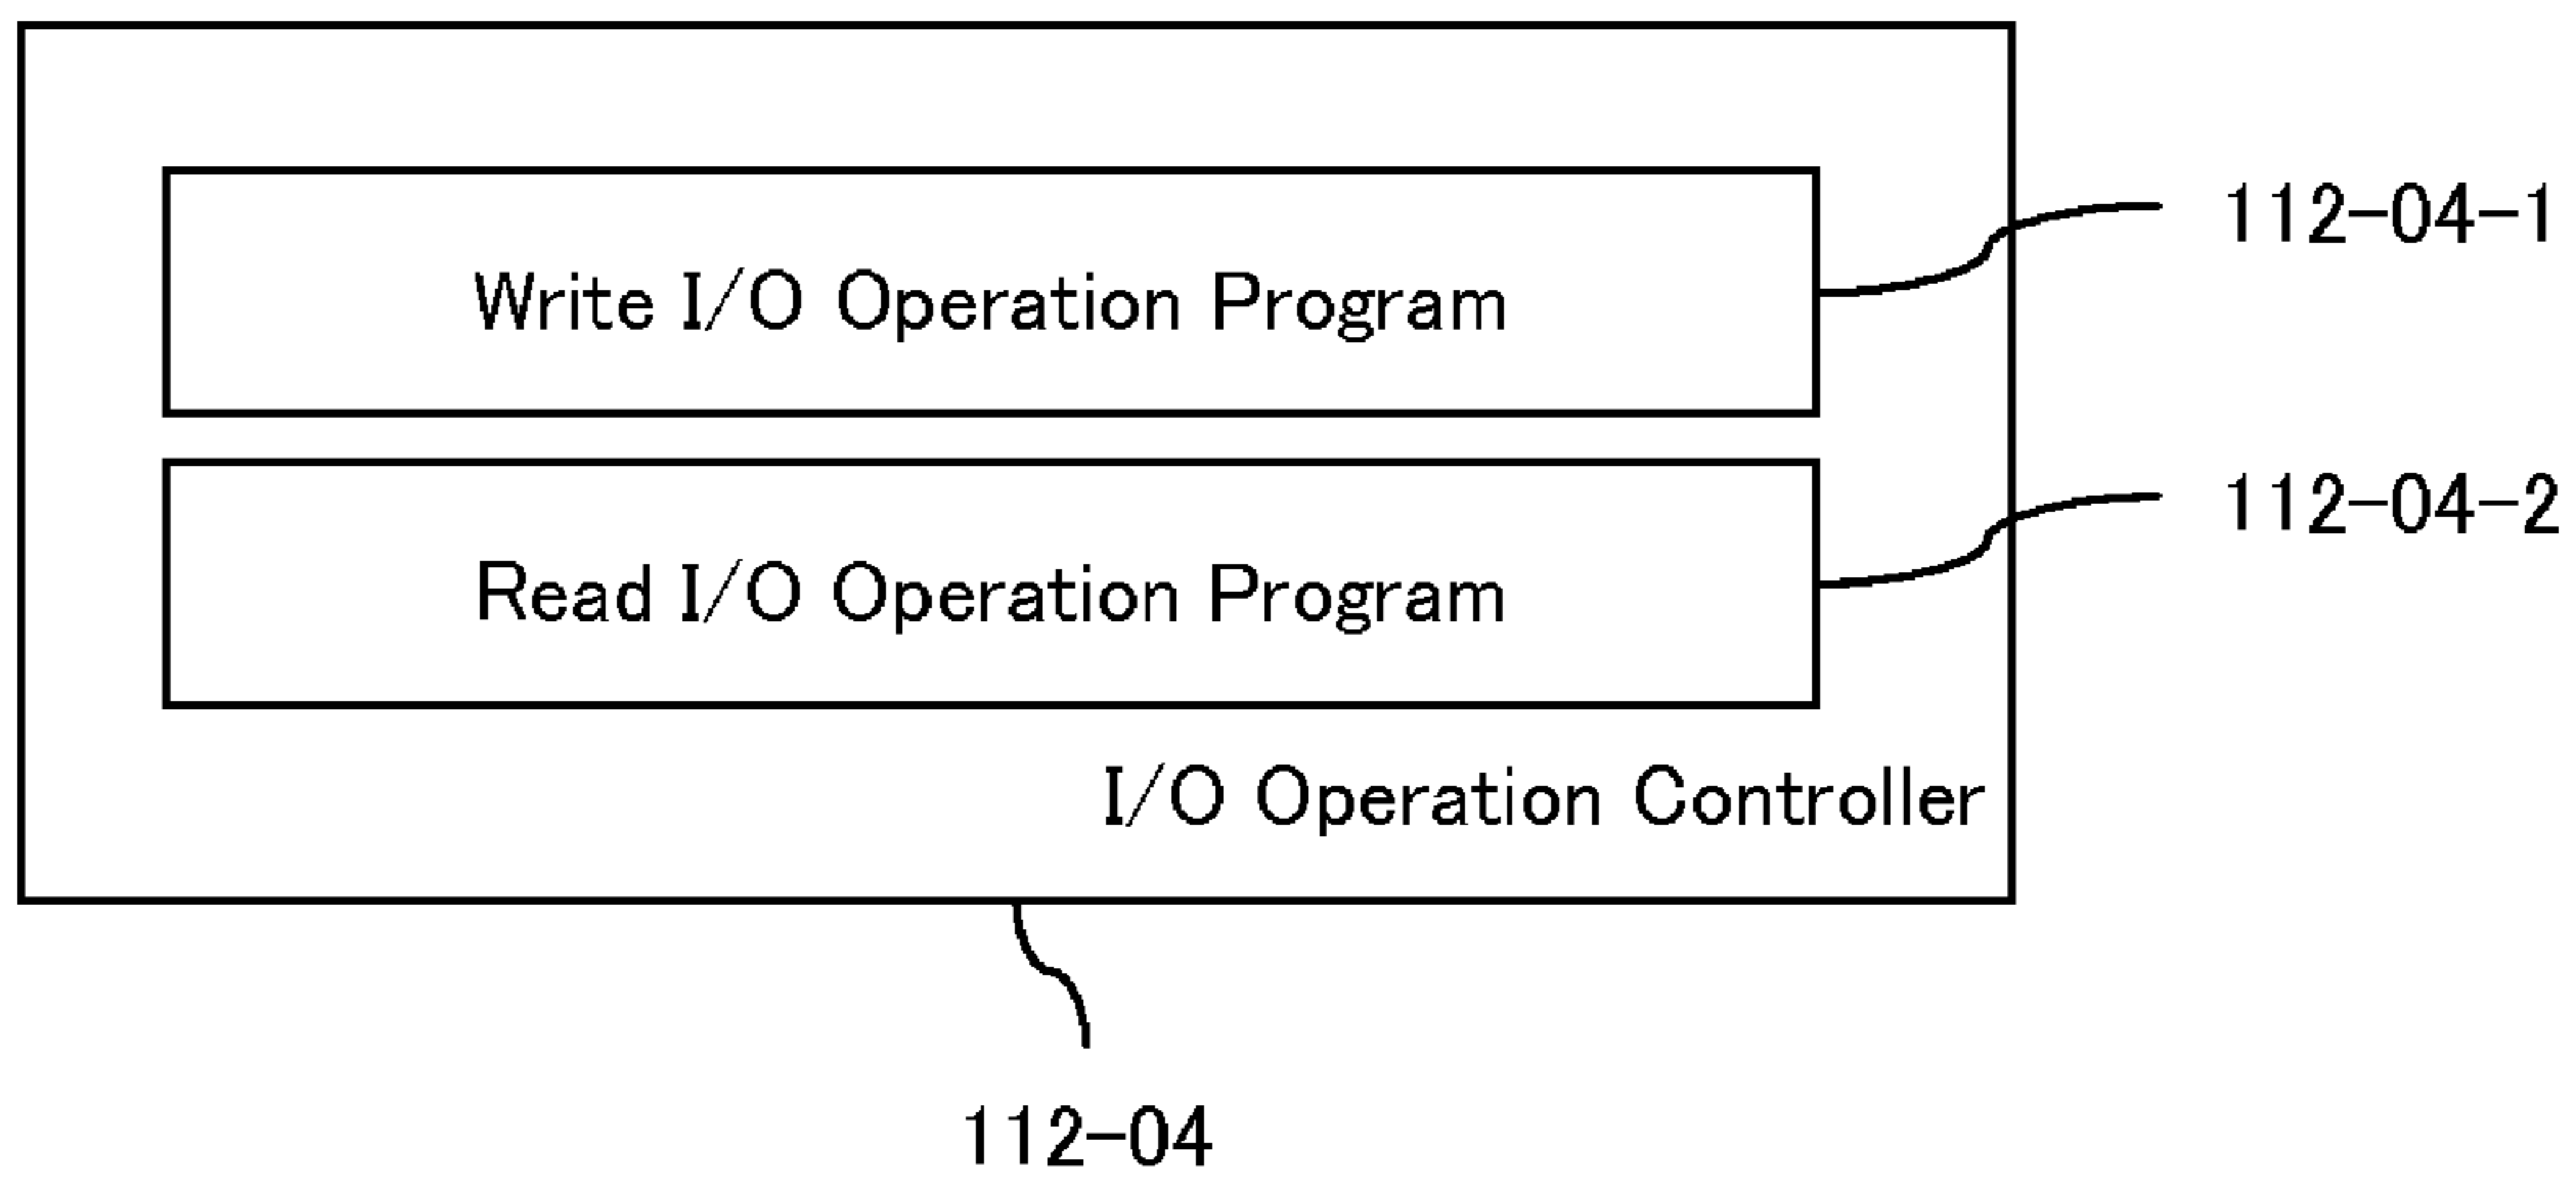 Write I/O Operation Program
112-04-1
Read I/O Operation Program
112-04-2
I/O Operation Controller
112-04